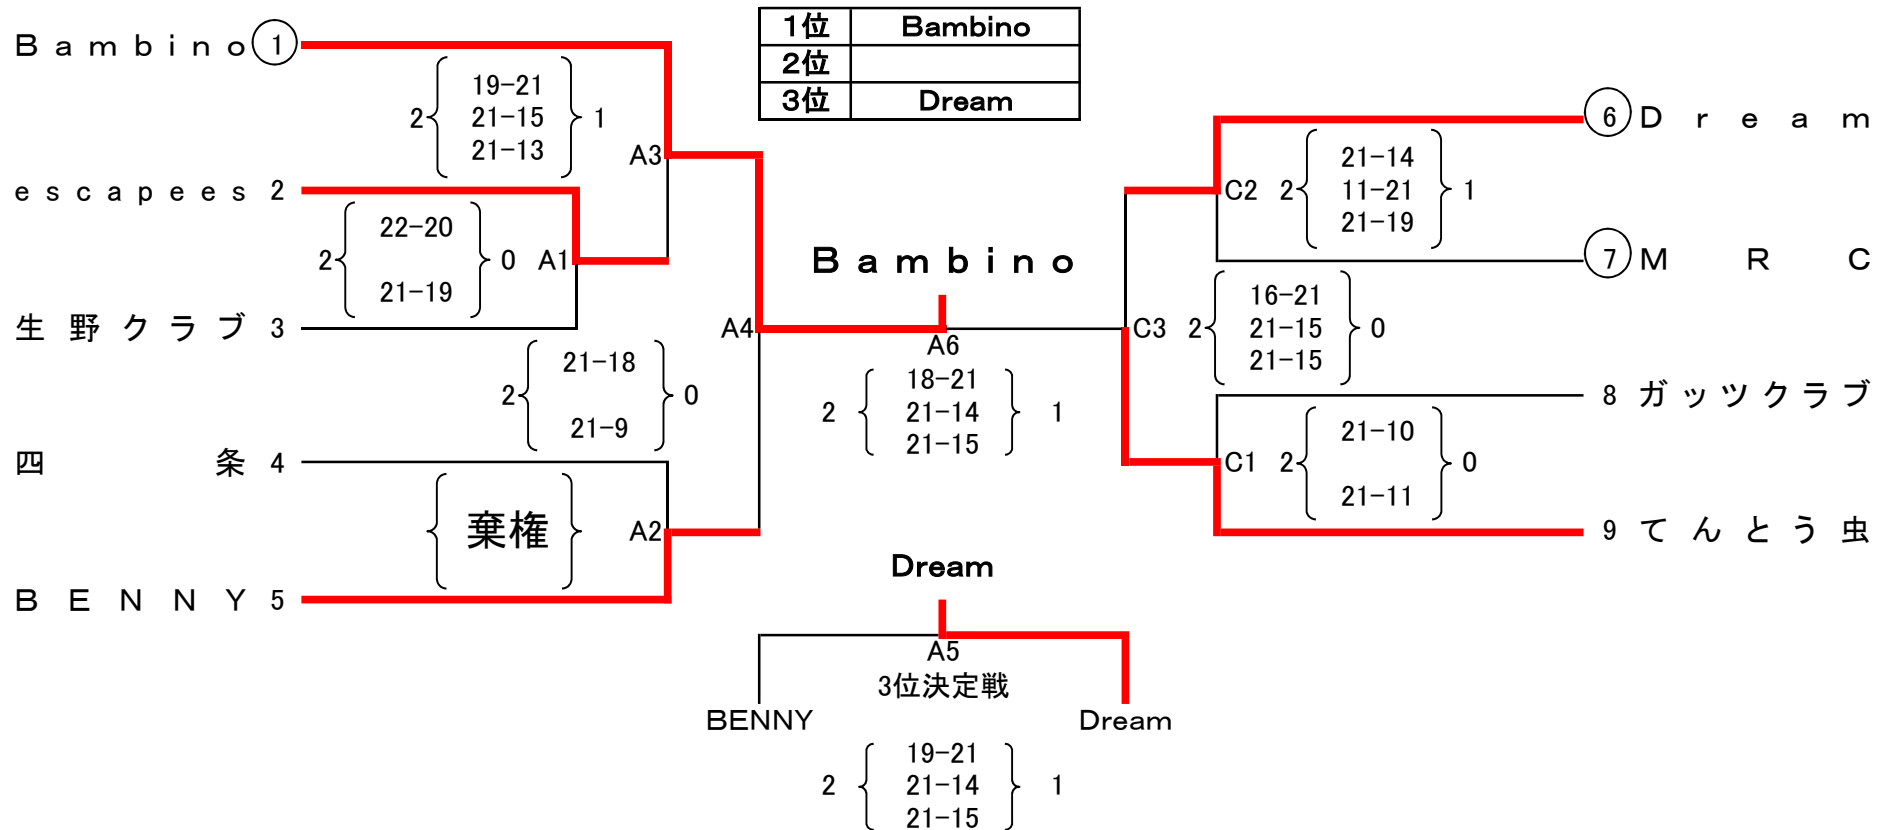 1位 Bambino
2位
3位 Dream
Bambino 1
19-21
2 21-15 1
21-13
A3
escapees 2
22-20
2 0 A1
21-19
生野クラブ 3
A4
21-18
2 0
21-9
四条 4
棄権 A2
BENNY 5
Bambino
A6
18-21
2 21-14 1
21-15
6 Dream
21-14
C2 2 11-21 1
21-19
7 MRC
16-21
C3 2 21-15 0
21-15
8 ガッツクラブ
21-10
C1 2 0
21-11
9 てんとう虫
Dream
A5
3位決定戦
BENNY Dream
19-21
2 21-14 1
21-15